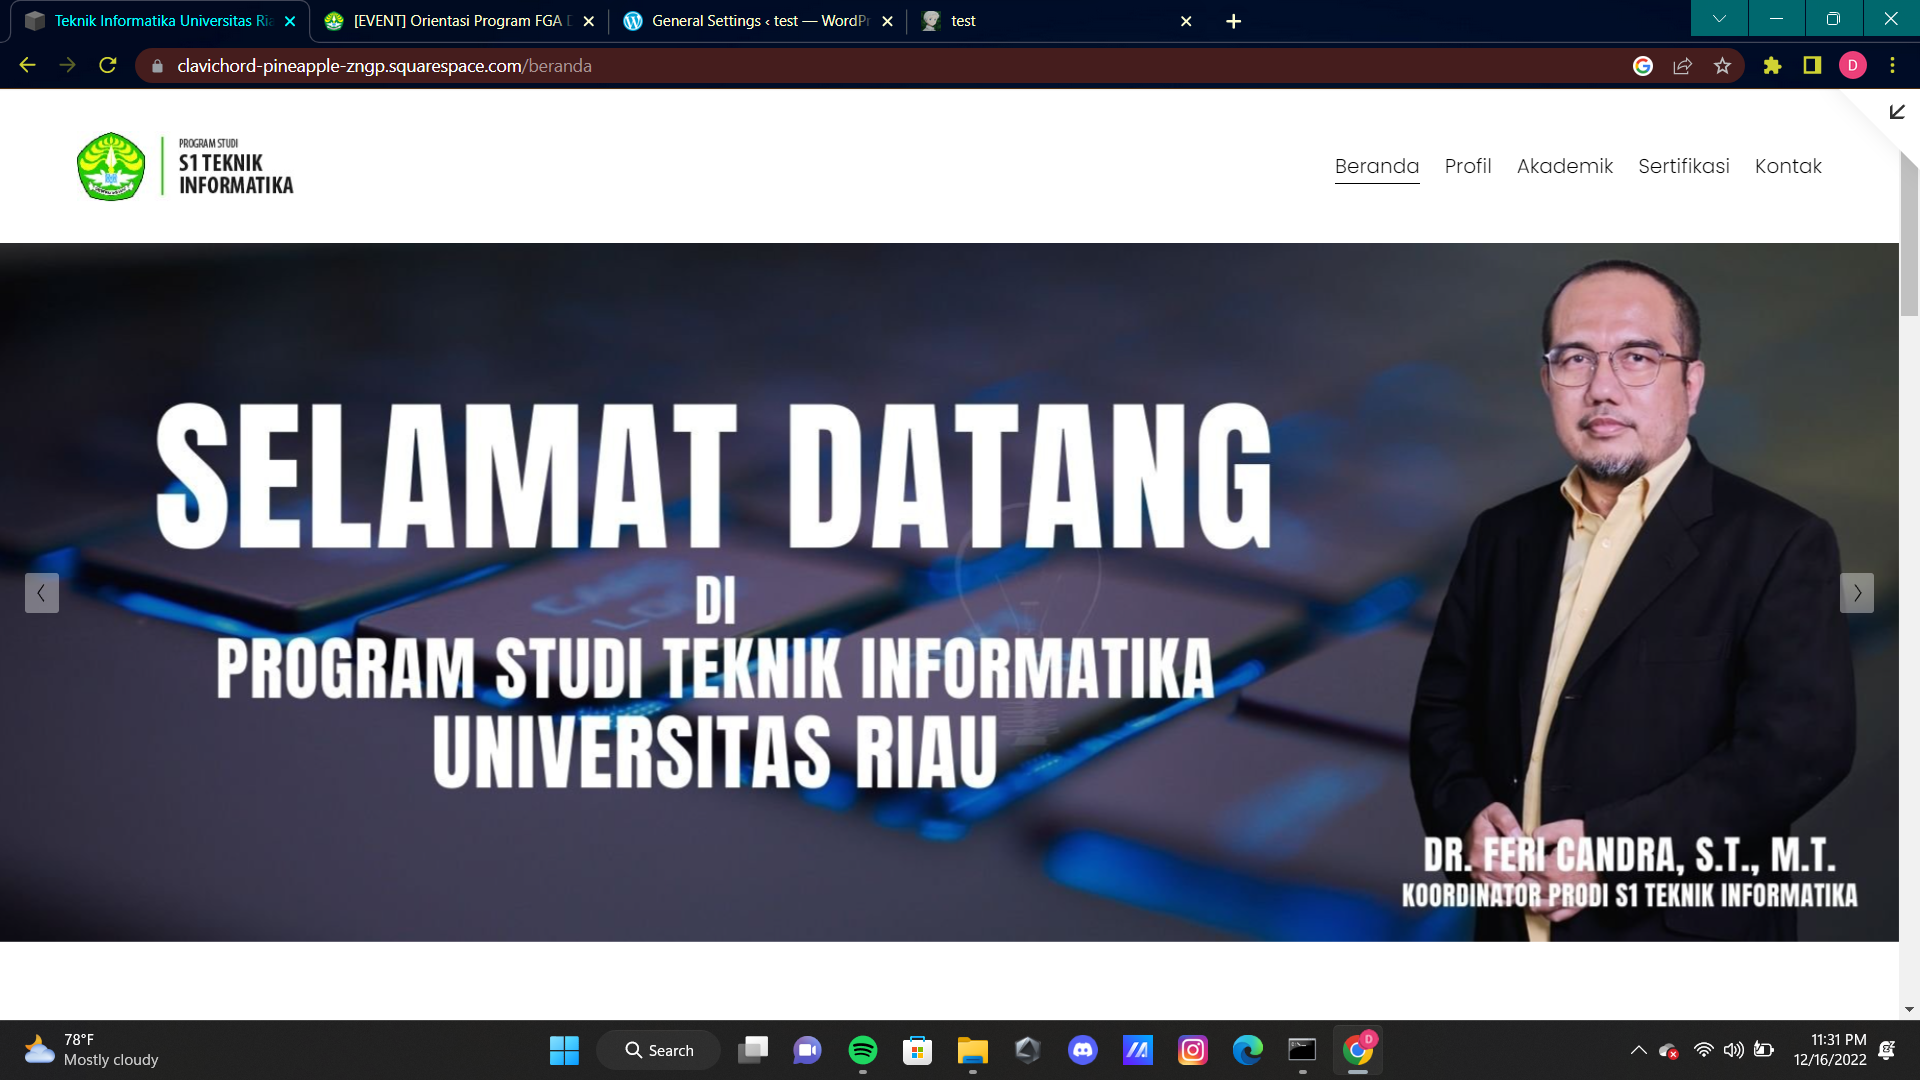 Teknik Informatika Universitas Ria
[EVENT] Orientasi Program FGA D
General Settings ‹ test — WordPr
test
clavichord-pineapple-zngp.squarespace.com/beranda
D
PROGRAM STUDI
S1 TEKNIK
INFORMATIKA
Beranda Profil Akademik Sertifikasi Kontak
SELAMAT DATANG
DI
PROGRAM STUDI TEKNIK INFORMATIKA
UNIVERSITAS RIAU
DR. FERI CANDRA, S.T., M.T.
KOORDINATOR PRODI S1 TEKNIK INFORMATIKA
78°F
Mostly cloudy
Search
D
11:31 PM
12/16/2022